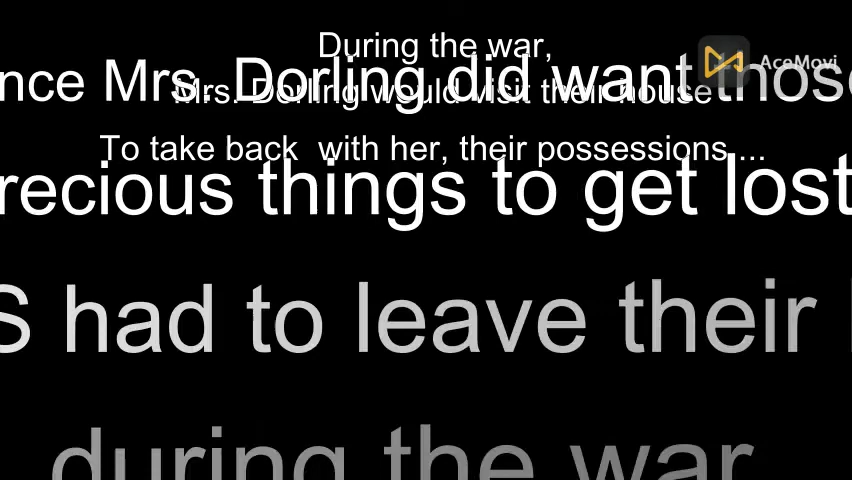 During the war,
nce Mrs. Dorling did want thos
Mrs. Dorling would visit their house
AceMovi
To take back with her, their possessions....
recious things to get lost
S had to leave their
during the war